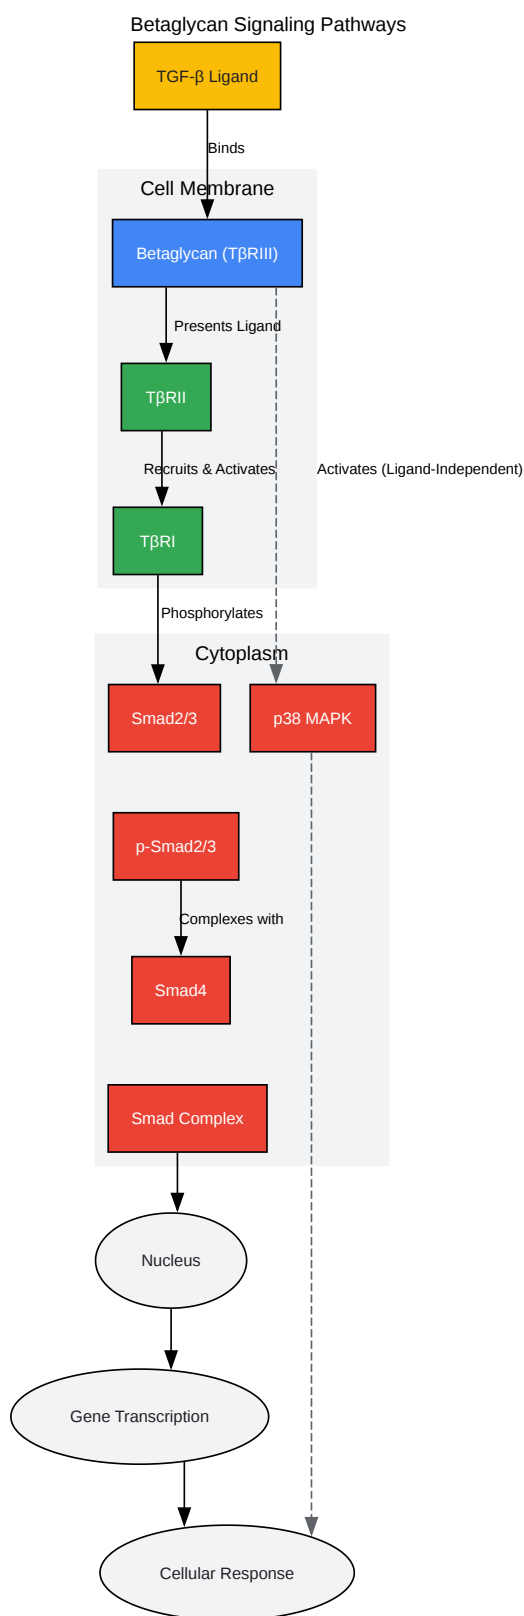 Betaglycan Signaling Pathways
TGF-β Ligand
Binds
Cell Membrane
Betaglycan (TβRIII)
Presents Ligand
TβRII
Recruits & Activates
Activates (Ligand-Independent)
TβRI
Phosphorylates
Cytoplasm
Smad2/3
p38 MAPK
p-Smad2/3
Complexes with
Smad4
Smad Complex
Nucleus
Gene Transcription
Cellular Response